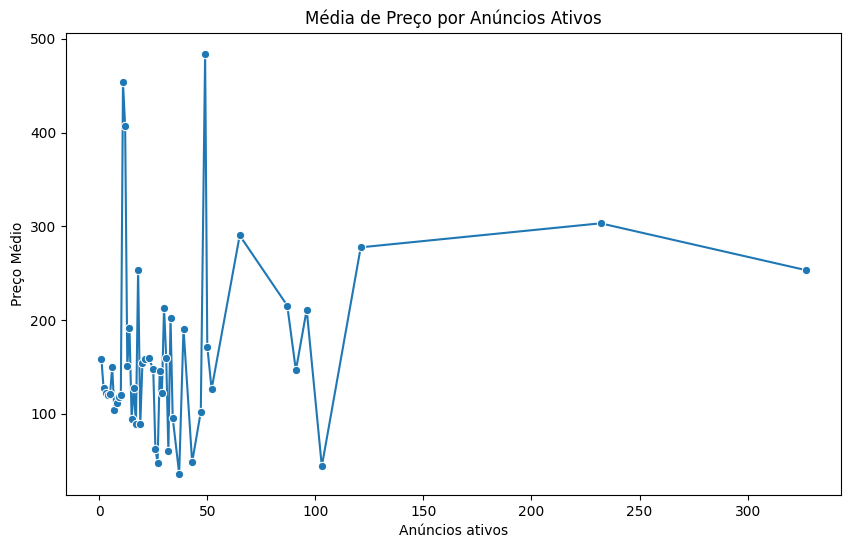 Média de Preço por Anúncios Ativos
500
400
300
200
100
Preço Médio
0 50 100 150 200 250 300
Anúncios ativos